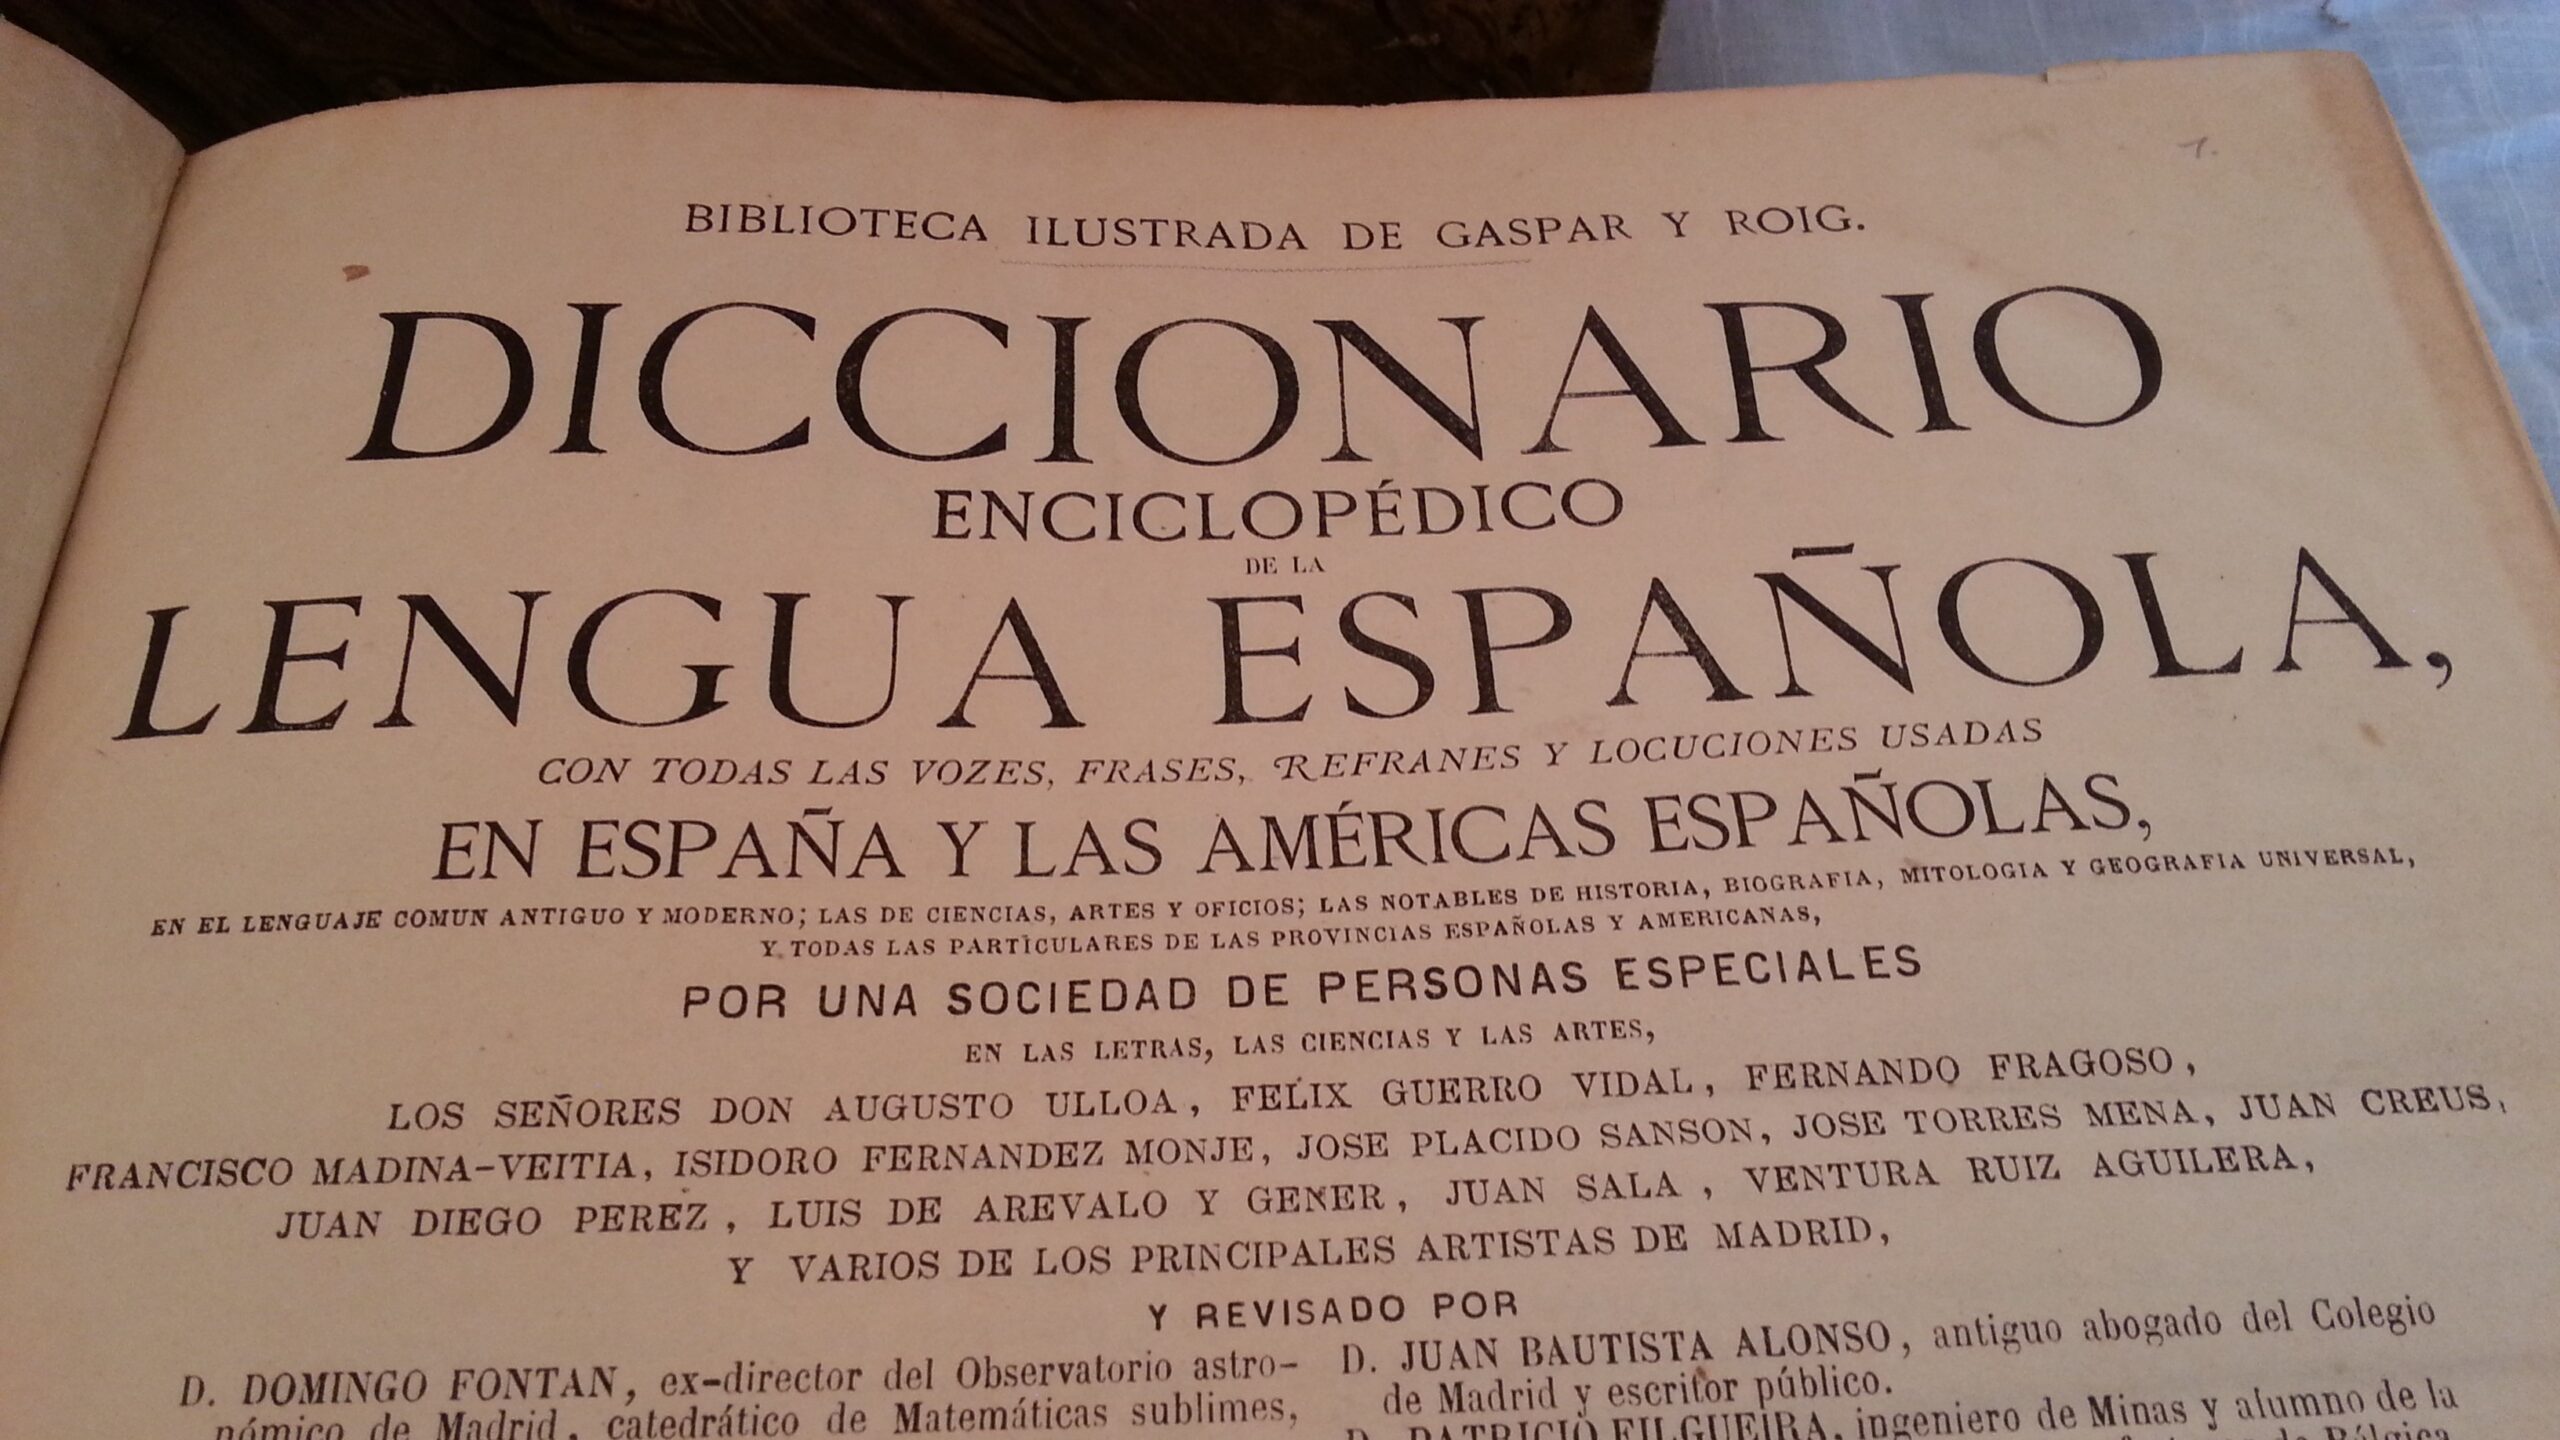 BIBLIOTECA ILUSTRADA DE GASPAR Y ROIG.
DICCIONARIO
ENCICLOPÉDICO
DE LA
LENGUA ESPAÑOLA,
CON TODAS LAS VOZES, FRASES, REFRANES Y LOCUCIONES USADAS
EN ESPAÑA Y LAS AMÉRICAS ESPAÑOLAS,
EN EL LENGUAJE COMUN ANTIGUO Y MODERNO; LAS DE CIENCIAS, ARTES Y OFICIOS; LAS NOTABLES DE HISTORIA, BIOGRAFIA, MITOLOGIA Y GEOGRAFIA UNIVERSAL,
Y TODAS LAS PARTICULARES DE LAS PROVINCIAS ESPAÑOLAS Y AMERICANAS,
POR UNA SOCIEDAD DE PERSONAS ESPECIALES
EN LAS LETRAS, LAS CIENCIAS Y LAS ARTES,
LOS SEÑORES DON AUGUSTO ULLOA, FELIX GUERRO VIDAL, FERNANDO FRAGOSO,
FRANCISCO MADINA-VEITIA, ISIDORO FERNANDEZ MONJE, JOSE PLACIDO SANSON, JOSE TORRES MENA, JUAN CREUS,
JUAN DIEGO PEREZ, LUIS DE AREVALO Y GENER, JUAN SALA, VENTURA RUIZ AGUILERA,
Y VARIOS DE LOS PRINCIPALES ARTISTAS DE MADRID,
Y REVISADO POR
D. DOMINGO FONTAN, ex-director del Observatorio astro-
nómico de Madrid, catedrático de Matemáticas sublimes,
D. JUAN BAUTISTA ALONSO, antiguo abogado del Colegio
de Madrid y escritor público.
D. PATRICIO FILGUEIRA, ingeniero de Minas y alumno de la
de Bélgica